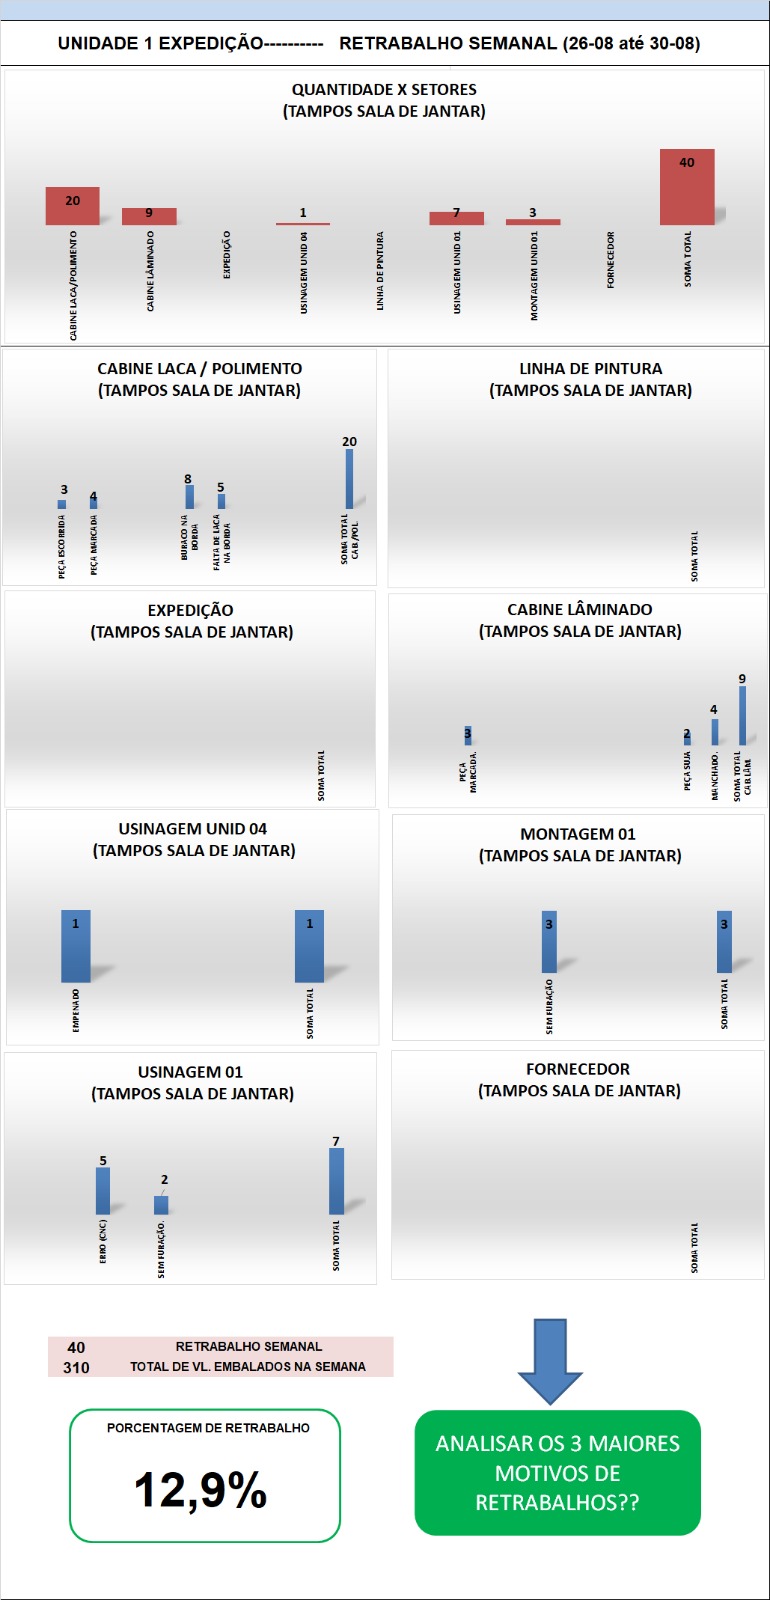 UNIDADE 1 EXPEDIÇÃO---------- RETRABALHO SEMANAL (26-08 até 30-08)
QUANTIDADE X SETORES
(TAMPOS SALA DE JANTAR)
20
9
1
7
3
40
CABINE LACA/POLIMENTO
CABINE LÂMINADO
EXPEDIÇÃO
USINAGEM UNID 04
LINHA DE PINTURA
USINAGEM UNID 01
MONTAGEM UNID 01
FORNECEDOR
SOMA TOTAL
CABINE LACA / POLIMENTO
(TAMPOS SALA DE JANTAR)
3
4
8
5
20
PEÇA ESCORRIDA
PEÇA MARCADA
BURACO NA
BORDA
FALTA DE LACA
NA BORDA
SOMA TOTAL
CAB./POL.
LINHA DE PINTURA
(TAMPOS SALA DE JANTAR)
SOMA TOTAL
EXPEDIÇÃO
(TAMPOS SALA DE JANTAR)
SOMA TOTAL
CABINE LÂMINADO
(TAMPOS SALA DE JANTAR)
3
2
4
9
PEÇA
MARCADA.
PEÇA SUJA
MANCHADO.
SOMA TOTAL
CAB. LÂM.
USINAGEM UNID 04
(TAMPOS SALA DE JANTAR)
1
1
EMPENADO
SOMA TOTAL
MONTAGEM 01
(TAMPOS SALA DE JANTAR)
3
3
SEM FURAÇÃO
SOMA TOTAL
USINAGEM 01
(TAMPOS SALA DE JANTAR)
5
2
7
ERRO (CNC)
SEM FURAÇÃO.
SOMA TOTAL
FORNECEDOR
(TAMPOS SALA DE JANTAR)
SOMA TOTAL
40 RETRABALHO SEMANAL
310 TOTAL DE VL. EMBALADOS NA SEMANA
PORCENTAGEM DE RETRABALHO
12,9%
ANALISAR OS 3 MAIORES
MOTIVOS DE
RETRABALHOS??